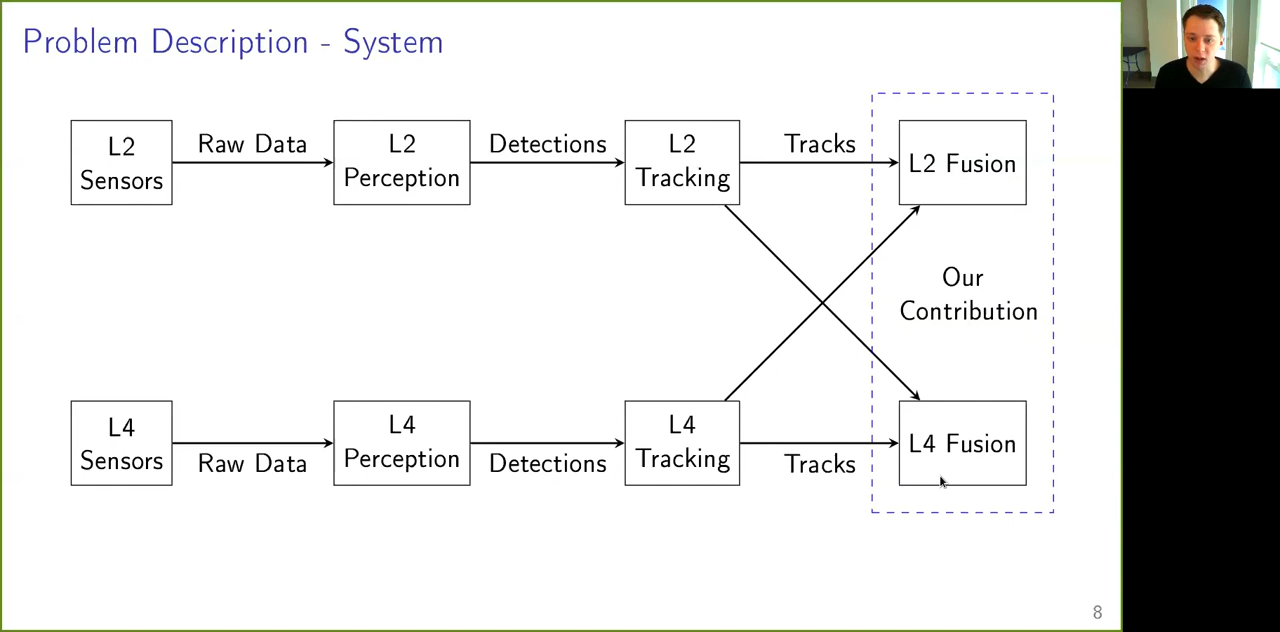 Problem Description - System
L2
Sensors
Raw Data
L2
Perception
Detections
L2
Tracking
Tracks
L2 Fusion
Our
Contribution
L4
Sensors
Raw Data
L4
Perception
Detections
L4
Tracking
Tracks
L4 Fusion
8